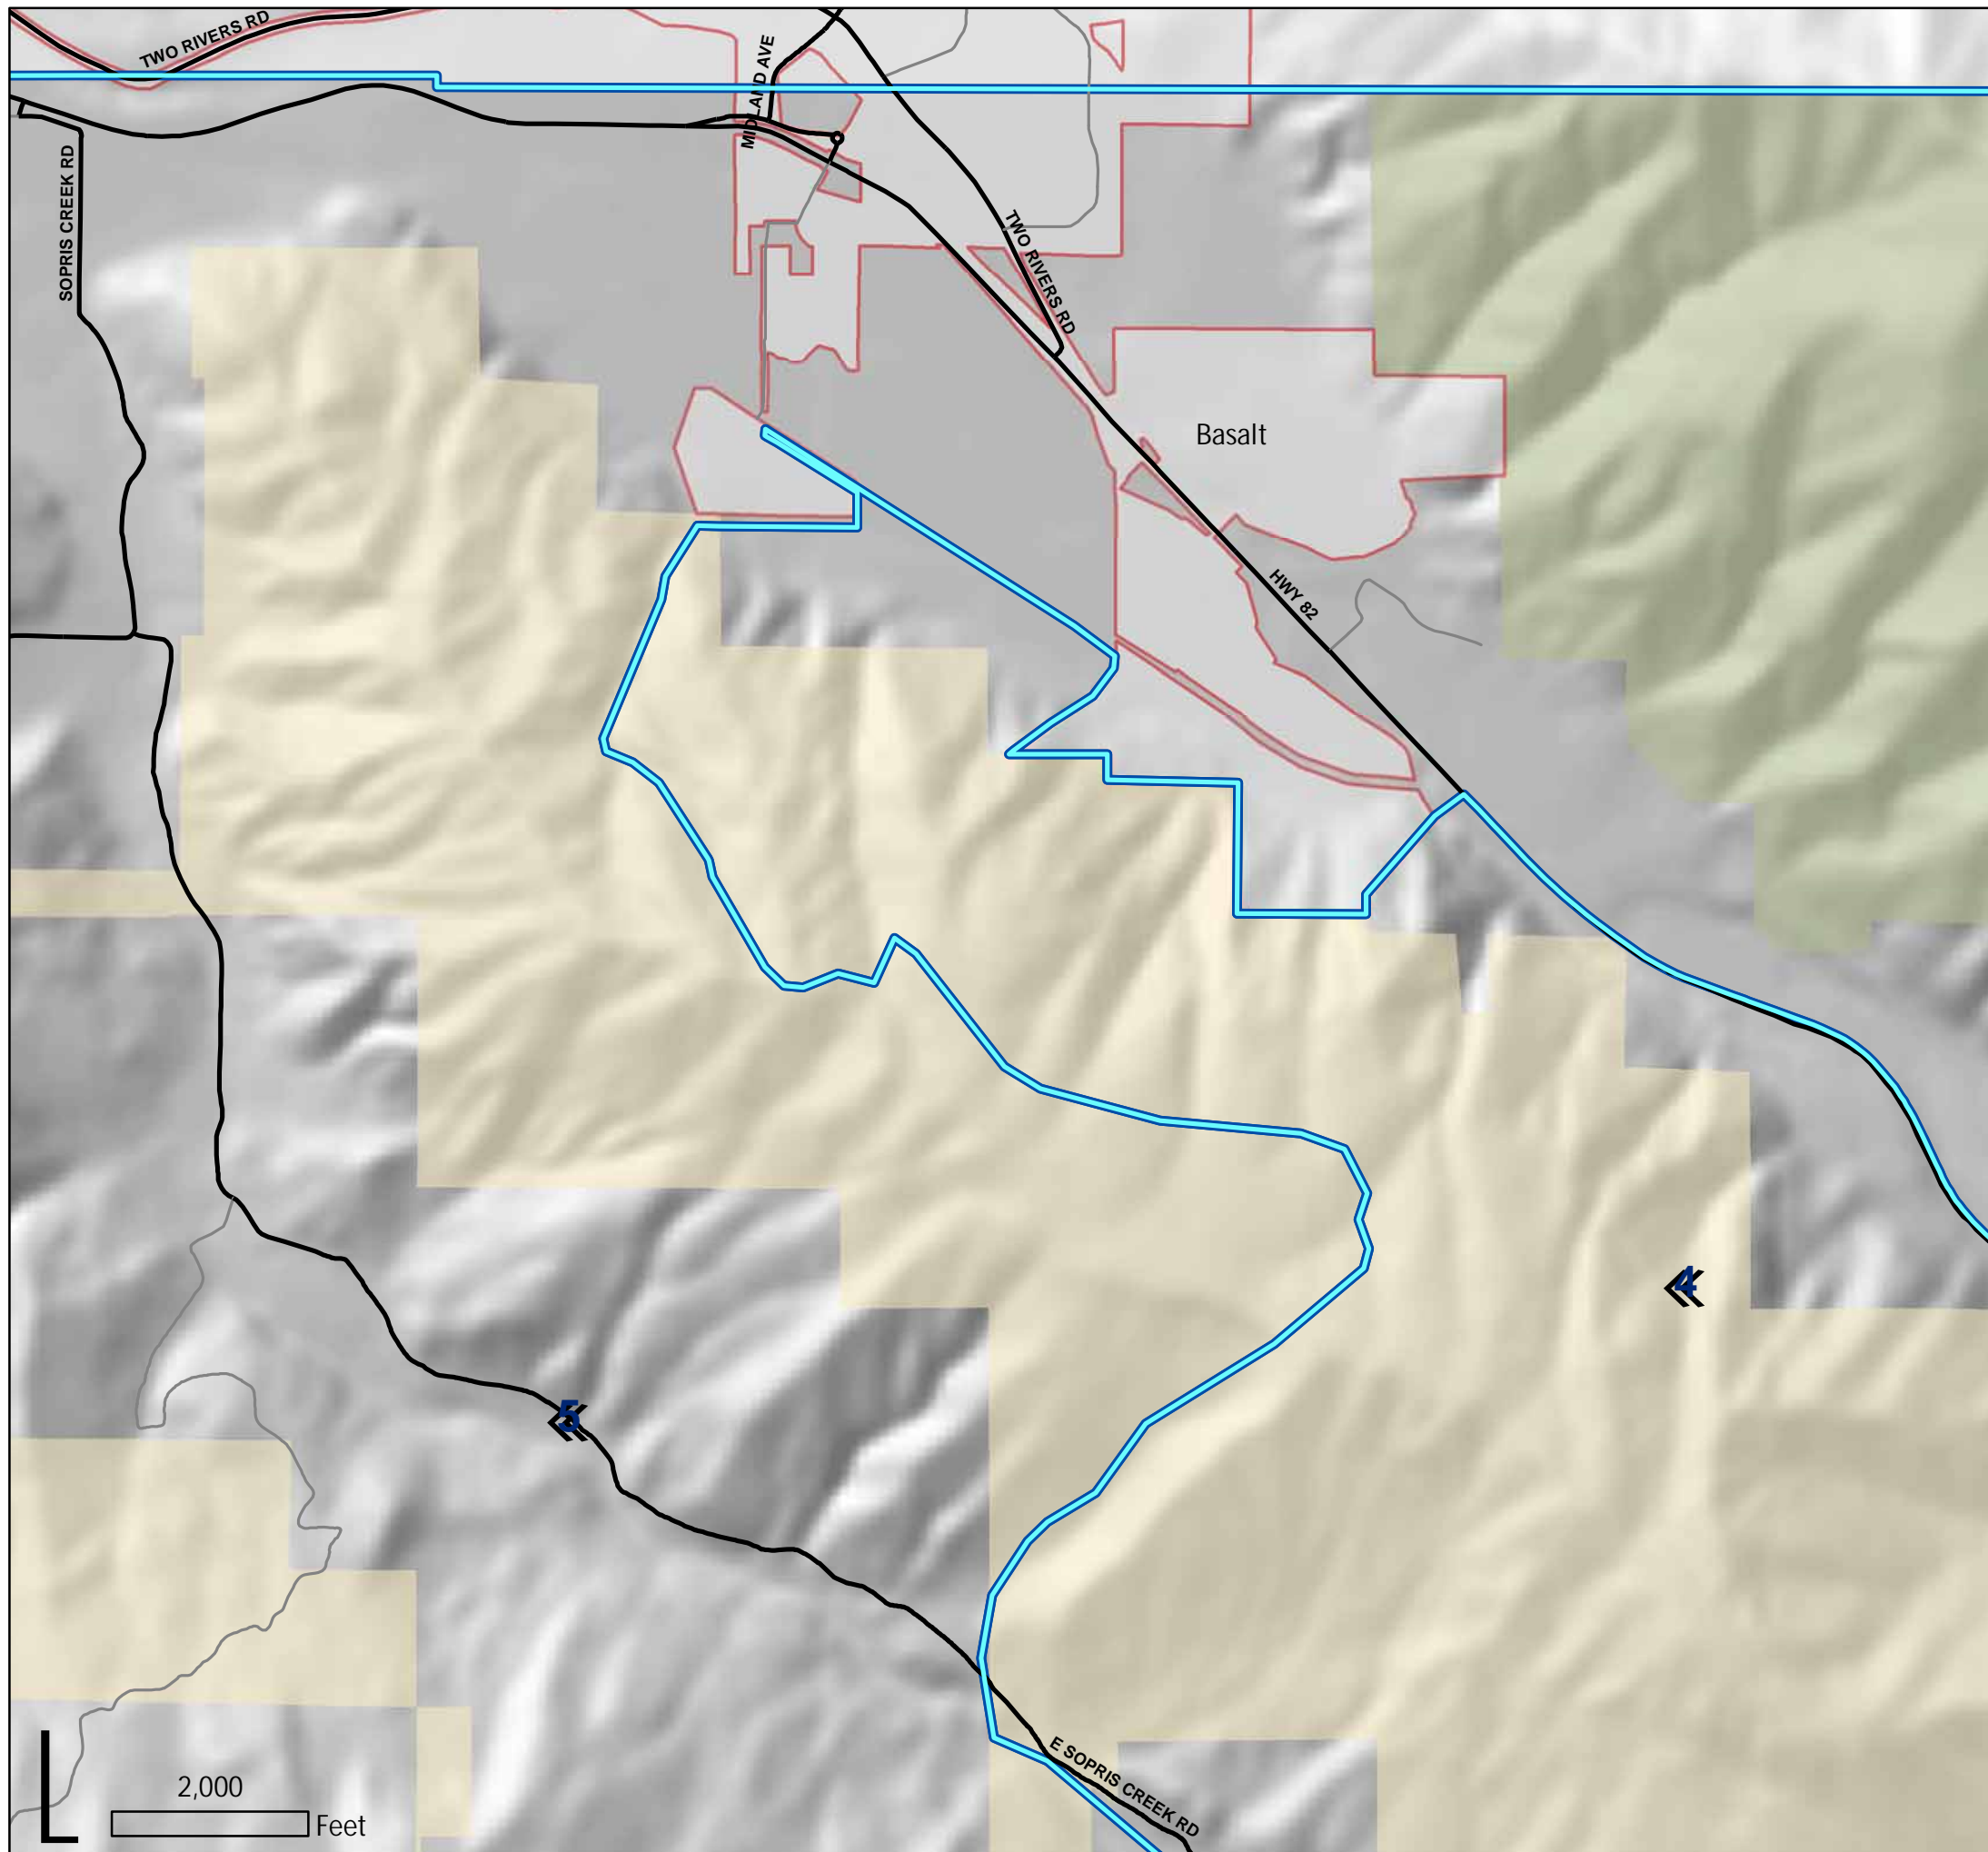 TWO RIVERS RD
MIDLAND AVE
SOPRIS CREEK RD
TWO RIVERS RD
Basalt
HWY 82
4
5
E SOPRIS CREEK RD
2,000
Feet